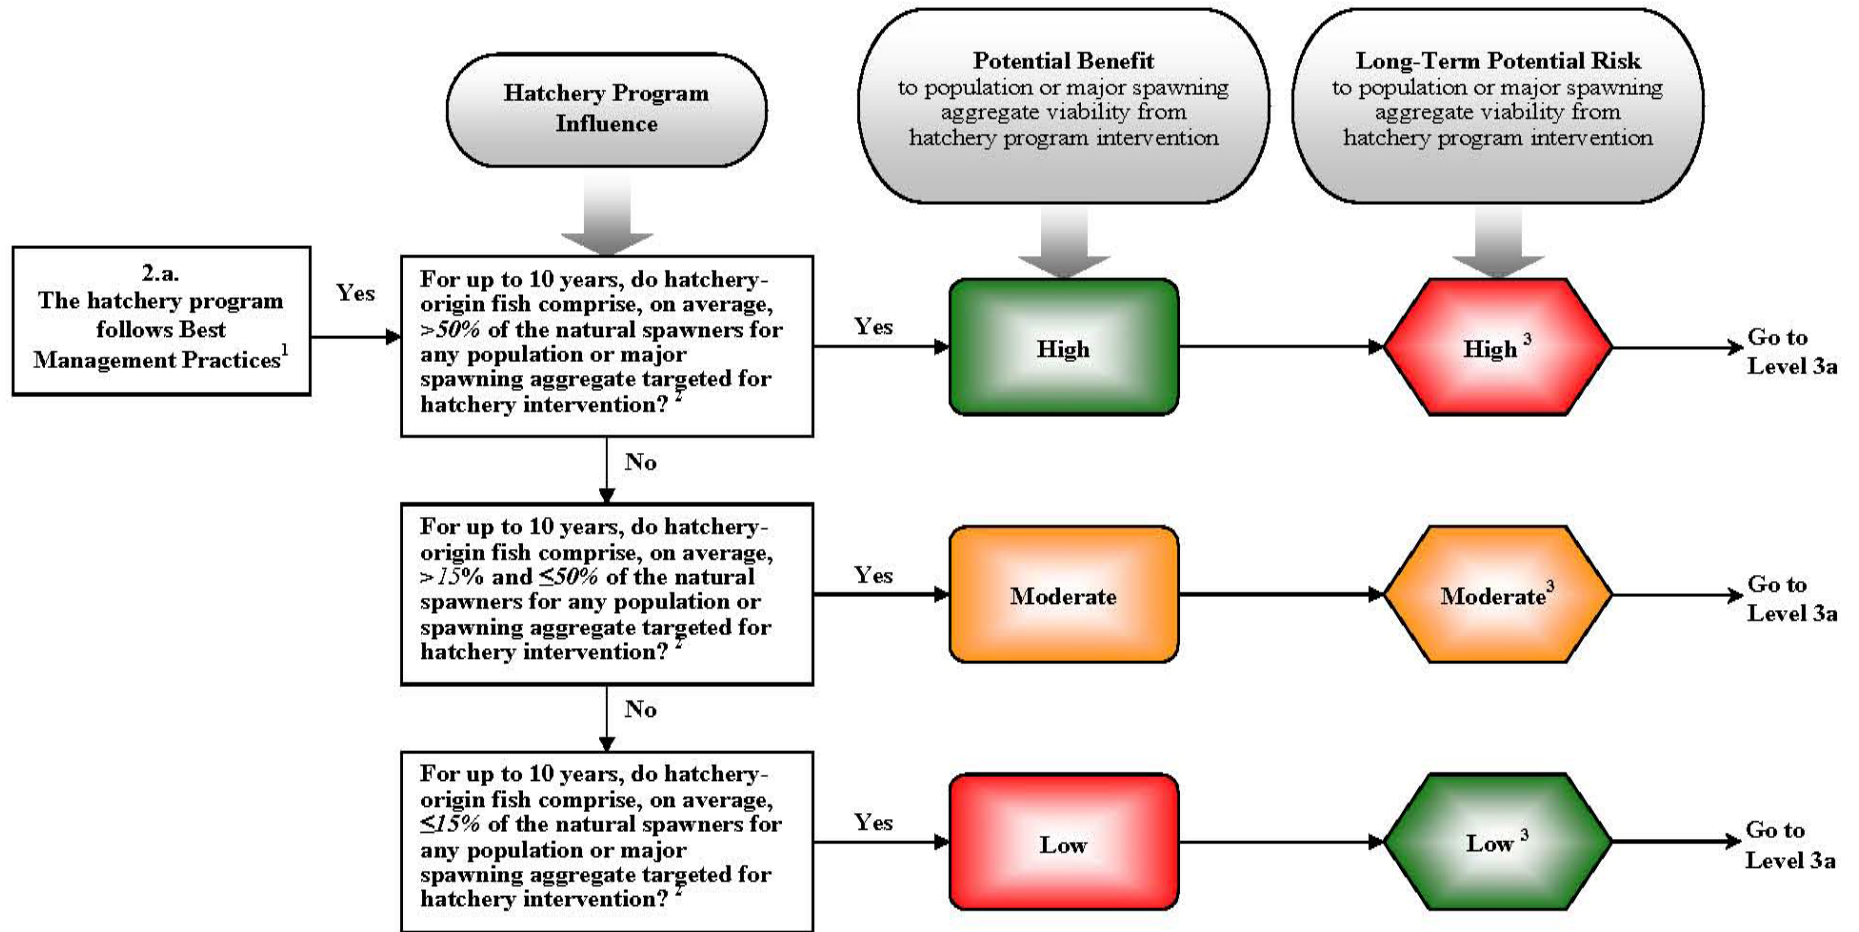 Hatchery Program
Influence
Potential Benefit
to population or major spawning
aggregate viability from
hatchery program intervention
Long-Term Potential Risk
to population or major spawning
aggregate viability from
hatchery program intervention
2.a.
The hatchery program
follows Best
Management Practices¹
Yes
For up to 10 years, do hatchery-
origin fish comprise, on average,
>50% of the natural spawners for
any population or major
spawning aggregate targeted for
hatchery intervention? ²
Yes
High
High ³
Go to
Level 3a
No
For up to 10 years, do hatchery-
origin fish comprise, on average,
>15% and ≤50% of the natural
spawners for any population or
spawning aggregate targeted for
hatchery intervention? ²
Yes
Moderate
Moderate³
Go to
Level 3a
No
For up to 10 years, do hatchery-
origin fish comprise, on average,
≤15% of the natural spawners for
any population or major
spawning aggregate targeted for
hatchery intervention? ²
Yes
Low
Low ³
Go to
Level 3a